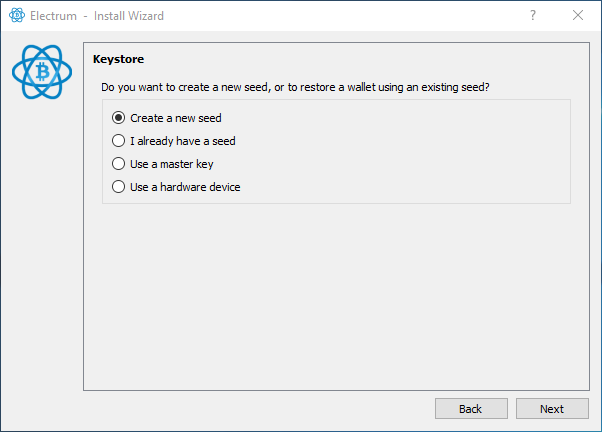 Electrum - Install Wizard
Keystore
Do you want to create a new seed, or to restore a wallet using an existing seed?
Create a new seed
I already have a seed
Use a master key
Use a hardware device
Back
Next